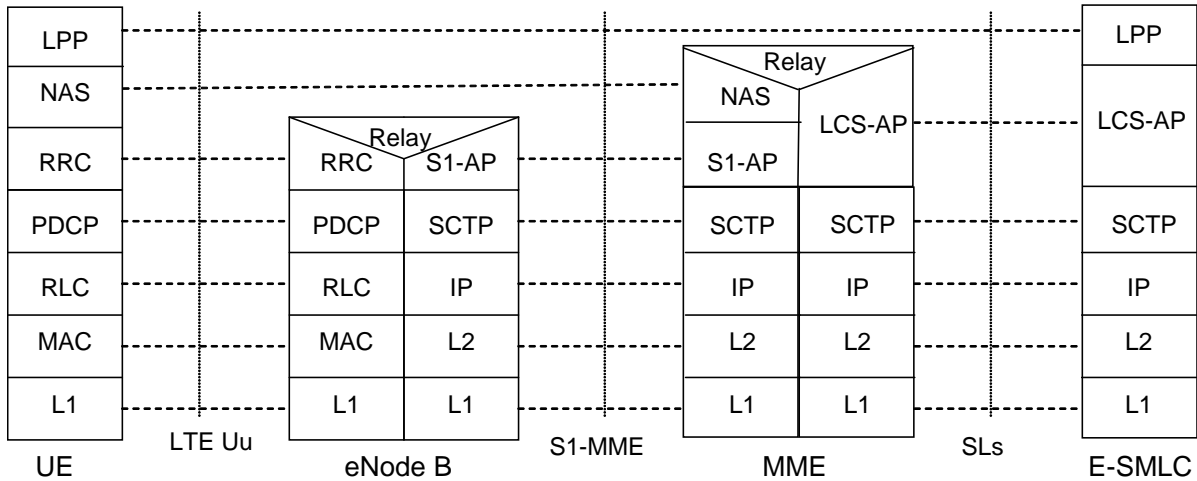 LPP
LPP
Relay
NAS
NAS
LCS-AP
LCS-AP
Relay
RRC
RRC
S1-AP
S1-AP
PDCP
PDCP
SCTP
SCTP
SCTP
SCTP
RLC
RLC
IP
IP
IP
IP
MAC
MAC
L2
L2
L2
L2
L1
L1
L1
L1
L1
L1
LTE Uu
S1-MME
SLs
UE
eNode B
MME
E-SMLC